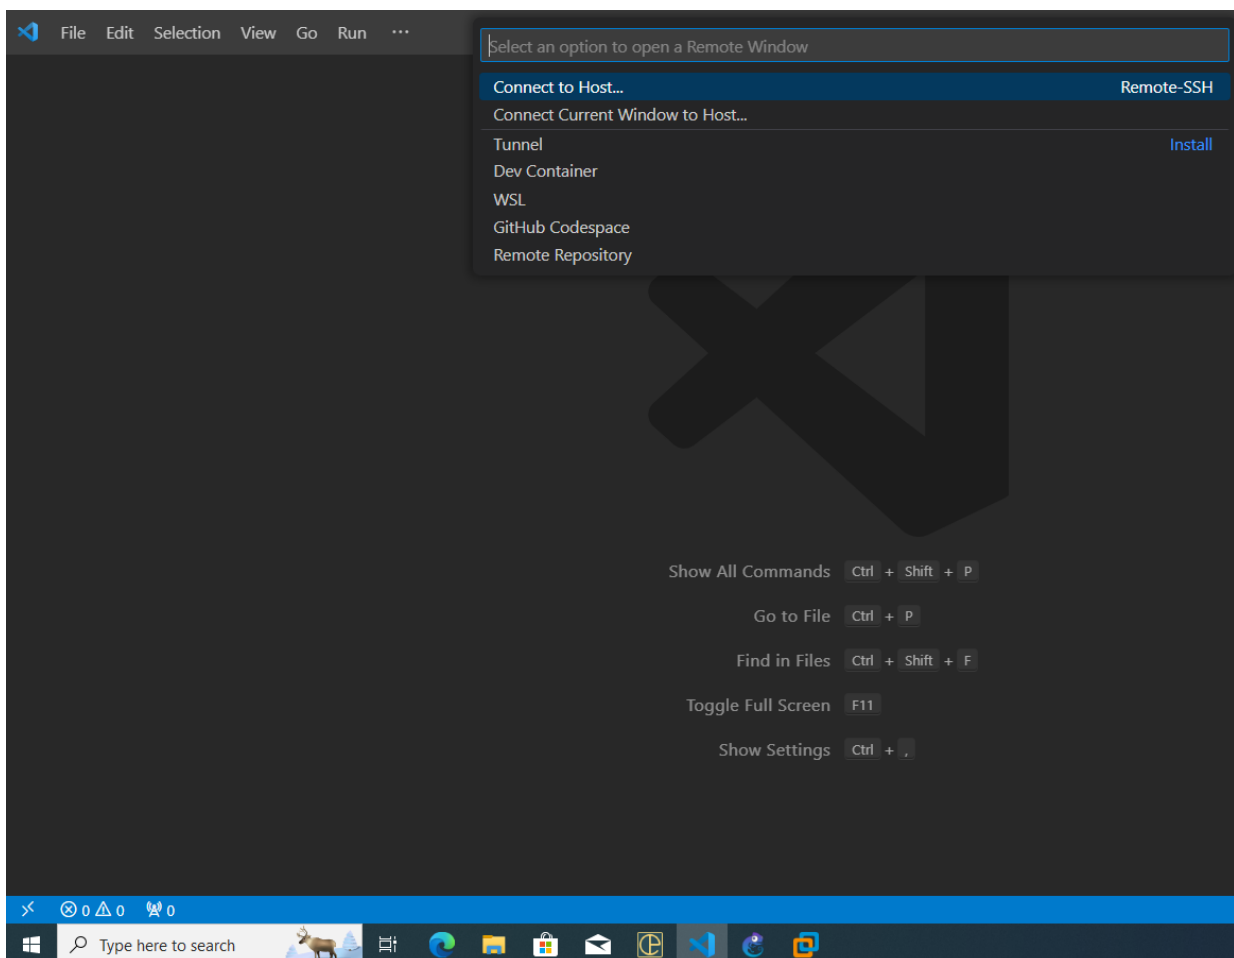 File Edit Selection View Go Run ···
Select an option to open a Remote Window
Connect to Host... Remote-SSH
Connect Current Window to Host...
Tunnel Install
Dev Container
WSL
GitHub Codespace
Remote Repository
Show All Commands Ctrl + Shift + P
Go to File Ctrl + P
Find in Files Ctrl + Shift + F
Toggle Full Screen F11
Show Settings Ctrl + ,
0 0 0
Type here to search